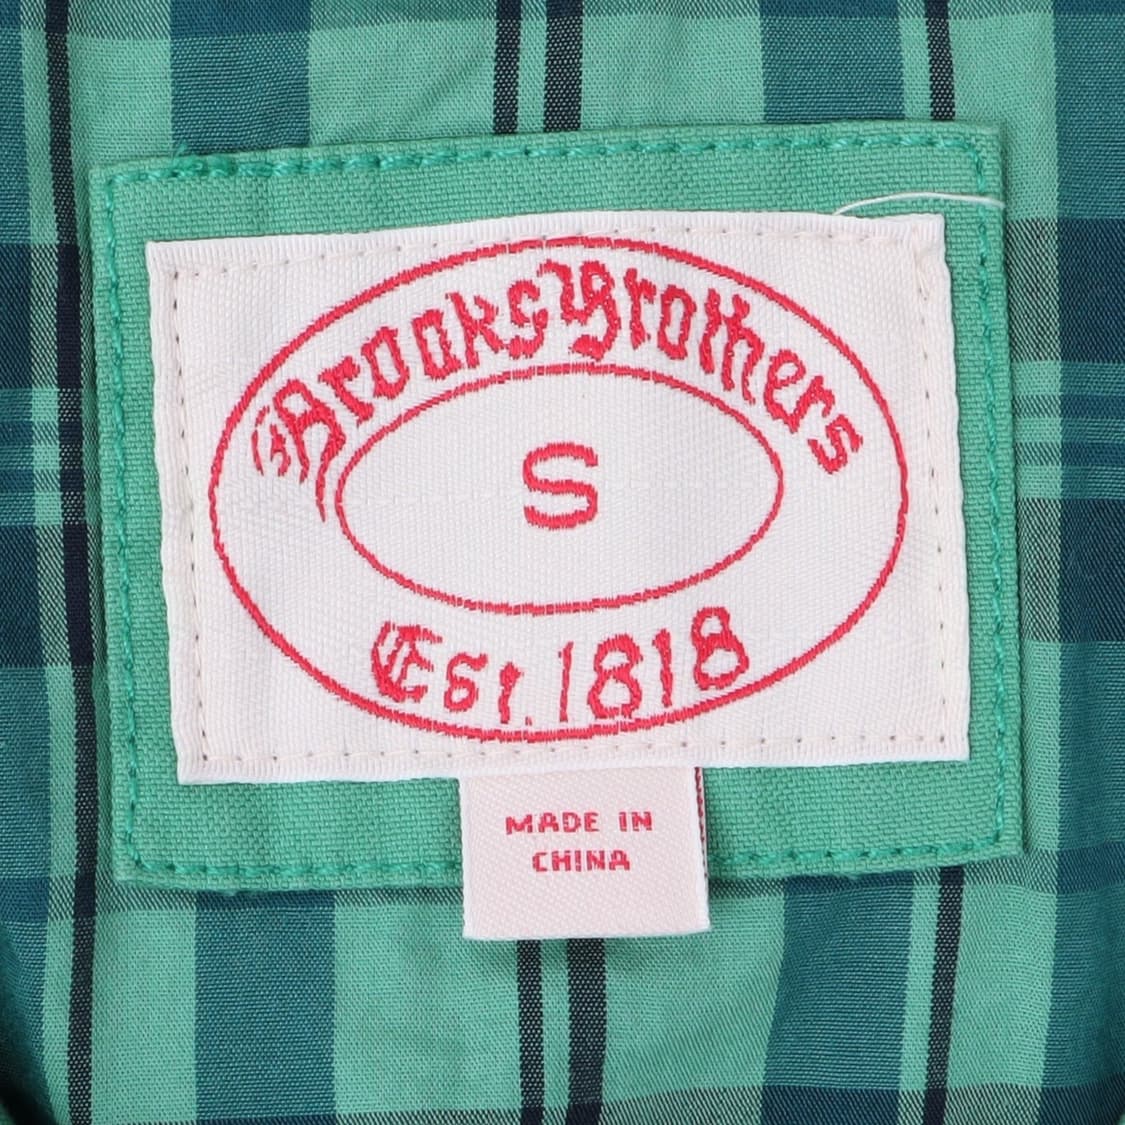 Brooks Brothers
S
Est. 1818
MADE IN
CHINA